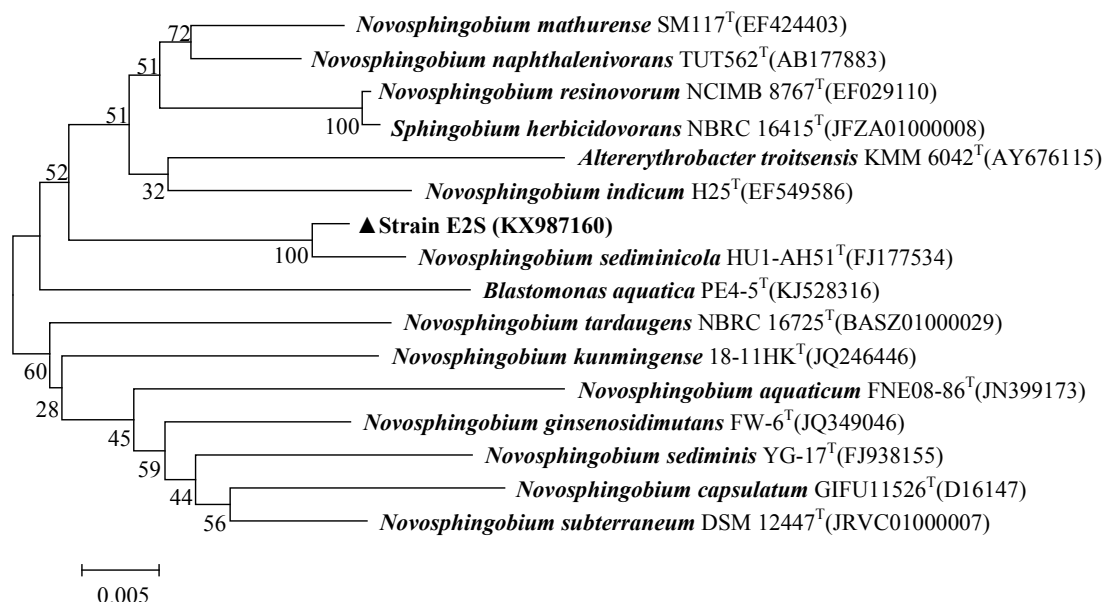 72 Novosphingobium mathurense SM117T(EF424403)
Novosphingobium naphthalenivorans TUT562T(AB177883)
51
Novosphingobium resinovorum NCIMB 8767T(EF029110)
51
100 Sphingobium herbicidovorans NBRC 16415T(JFZA01000008)
Altererythrobacter troitsensis KMM 6042T(AY676115)
52
32 Novosphingobium indicum H25T(EF549586)
▲Strain E2S (KX987160)
100 Novosphingobium sediminicola HU1-AH51T(FJ177534)
Blastomonas aquatica PE4-5T(KJ528316)
Novosphingobium tardaugens NBRC 16725T(BASZ01000029)
60 Novosphingobium kunmingense 18-11HKT(JQ246446)
Novosphingobium aquaticum FNE08-86T(JN399173)
28
Novosphingobium ginsenosidimutans FW-6T(JQ349046)
45
Novosphingobium sediminis YG-17T(FJ938155)
59
Novosphingobium capsulatum GIFU11526T(D16147)
44
56 Novosphingobium subterraneum DSM 12447T(JRVC01000007)
0.005